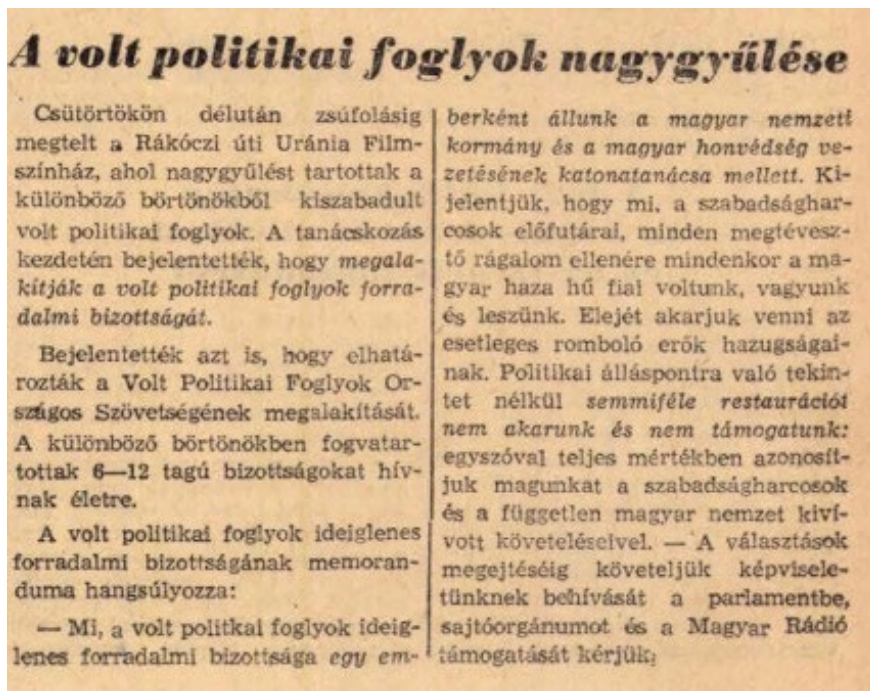 A volt politikai foglyok nagygyűlése
Csütörtökön délután zsúfolásig
megtelt a Rákóczi úti Uránia Film-
színház, ahol nagygyűlést tartottak a
különböző börtönökből kiszabadult
volt politikai foglyok. A tanácskozás
kezdetén bejelentették, hogy megala-
kítják a volt politikai foglyok forra-
dalmi bizottságát.
Bejelentették azt is, hogy elhatá-
rozták a Volt Politikai Foglyok Or-
szágos Szövetségének megalakítását.
A különböző börtönökben fogvatar-
tottak 6—12 tagú bizottságokat hív-
nak életre.
A volt politikai foglyok ideiglenes
forradalmi bizottságának memoran-
duma hangsúlyozza:
— Mi, a volt politkai foglyok ideig-
lenes forradalmi bizottsága egy em-
berként állunk a magyar nemzeti
kormány és a magyar honvédség ve-
zetésének katonatanácsa mellett. Ki-
jelentjük, hogy mi, a szabadsághar-
cosok előfutárai, minden megtévesz-
tő rágalom ellenére mindenkor a ma-
gyar haza hű fiai voltunk, vagyunk
és leszünk. Elejét akarjuk venni az
esetleges romboló erők hazugságai-
nak. Politikai álláspontra való tekin-
tet nélkül semmiféle restaurációt
nem akarunk és nem támogatunk:
egyszóval teljes mértékben azonosít-
juk magunkat a szabadságharcosok
és a független magyar nemzet kiví-
vott követeléseivel. — A választások
megejtéséig követeljük képvisele-
tünknek behívását a parlamentbe,
sajtóorgánumot és a Magyar Rádió
támogatását kérjük.